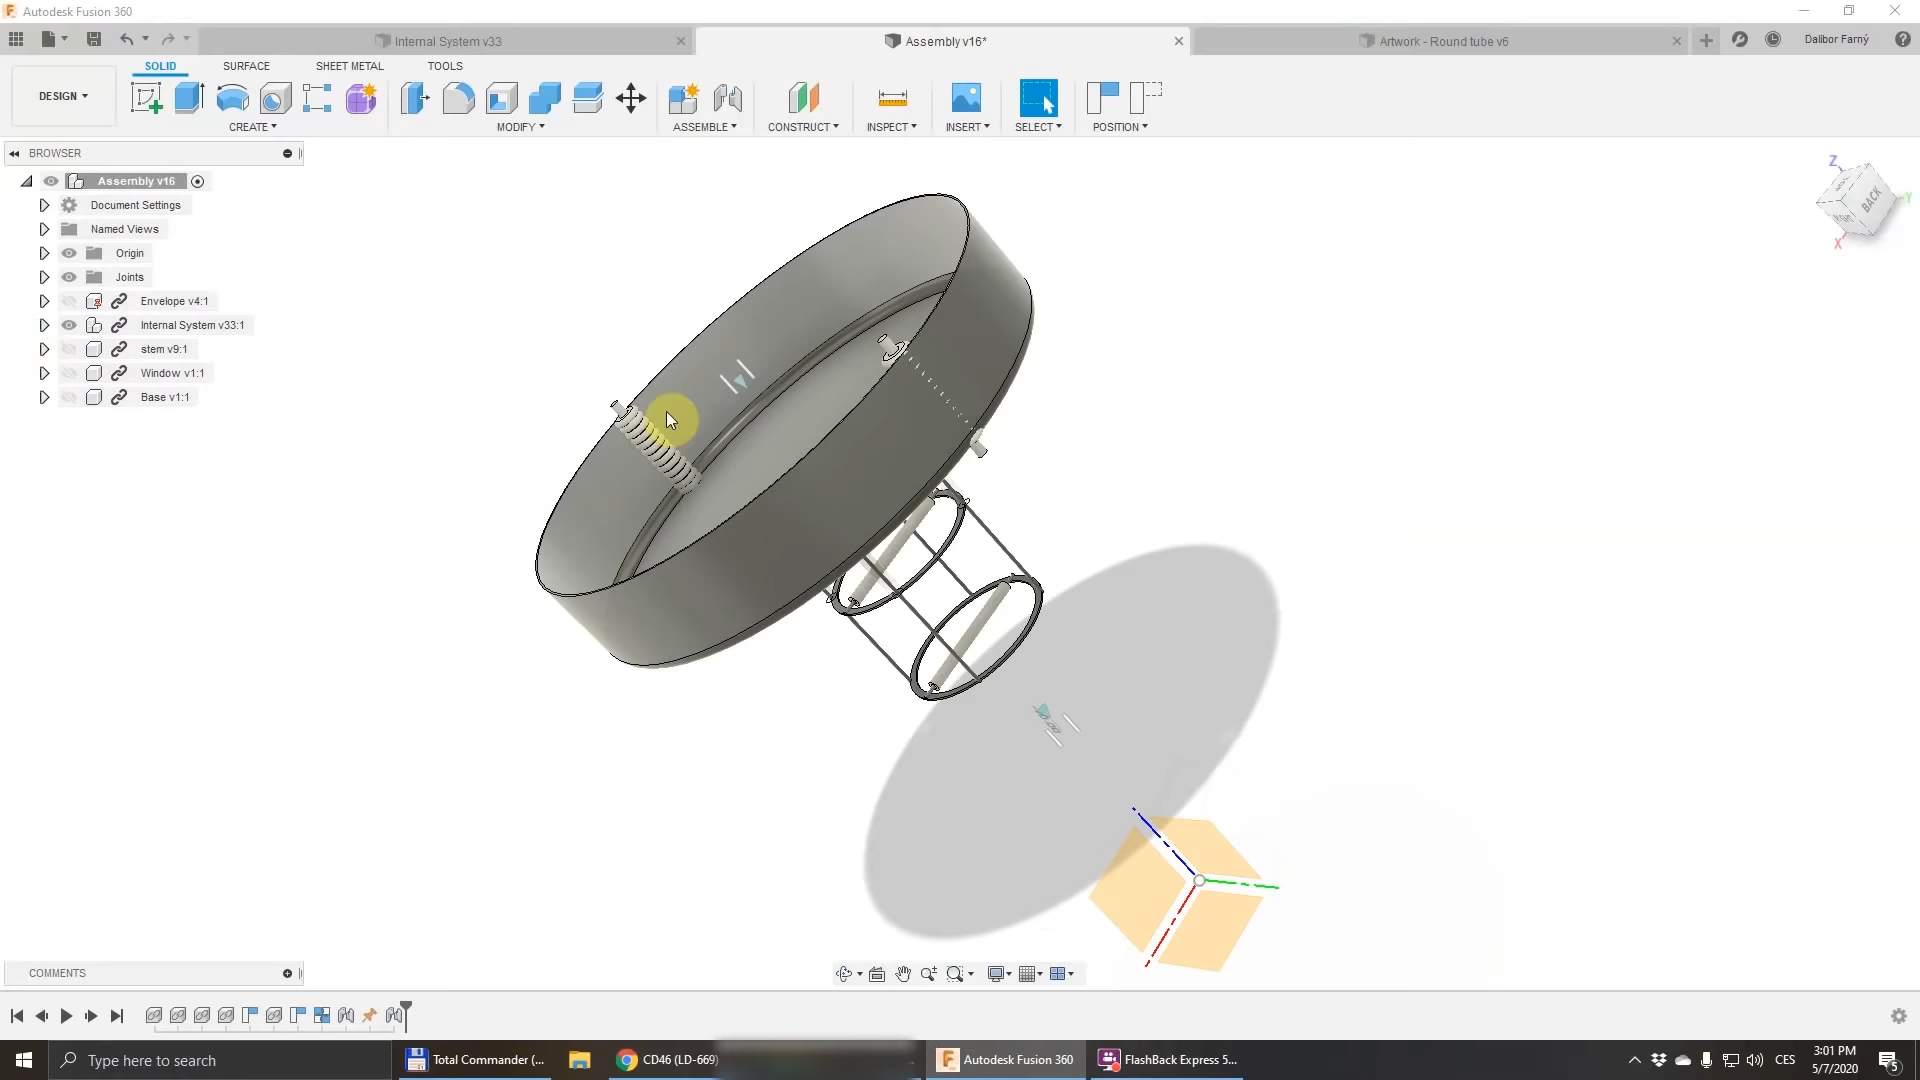 Autodesk Fusion 360
Internal System v33
Assembly v16*
Artwork - Round tube v6
Dalibor Farný
DESIGN
SOLID
SURFACE
SHEET METAL
TOOLS
CREATE
MODIFY
ASSEMBLE
CONSTRUCT
INSPECT
INSERT
SELECT
POSITION
BROWSER
Assembly v16
Document Settings
Named Views
Origin
Joints
Envelope v4:1
Internal System v33:1
stem v9:1
Window v1:1
Base v1:1
Z
Y
X
BACK
COMMENTS
Type here to search
Total Commander (...
CD46 (LD-669)
Autodesk Fusion 360
FlashBack Express 5...
CES
3:01 PM
5/7/2020
5